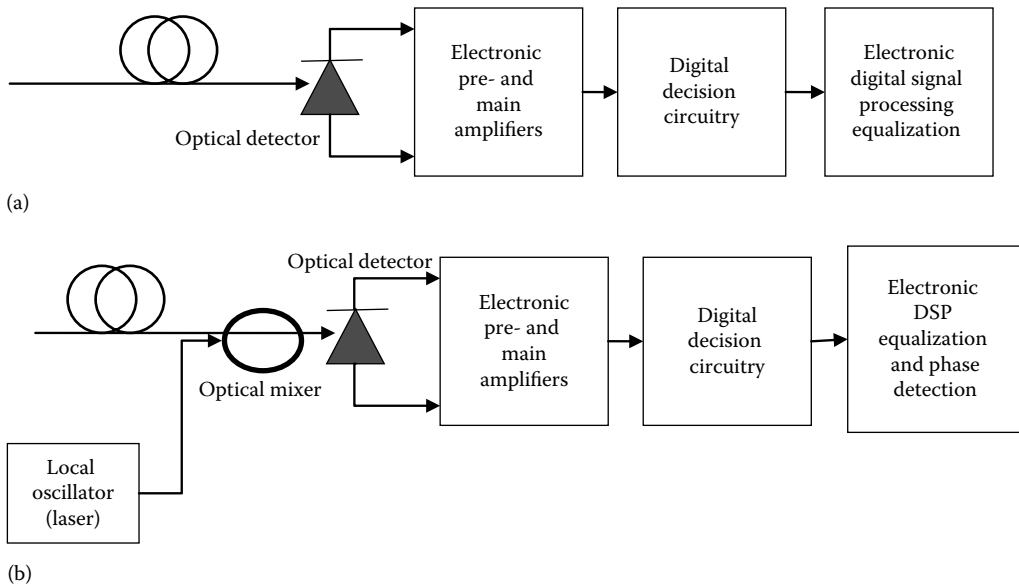 Optical detector
Electronic
pre- and
main
amplifiers
Digital
decision
circuitry
Electronic
digital signal
processing
equalization
(a)
Optical detector
Optical mixer
Electronic
pre- and
main
amplifiers
Digital
decision
circuitry
Electronic
DSP
equalization
and phase
detection
Local
oscillator
(laser)
(b)